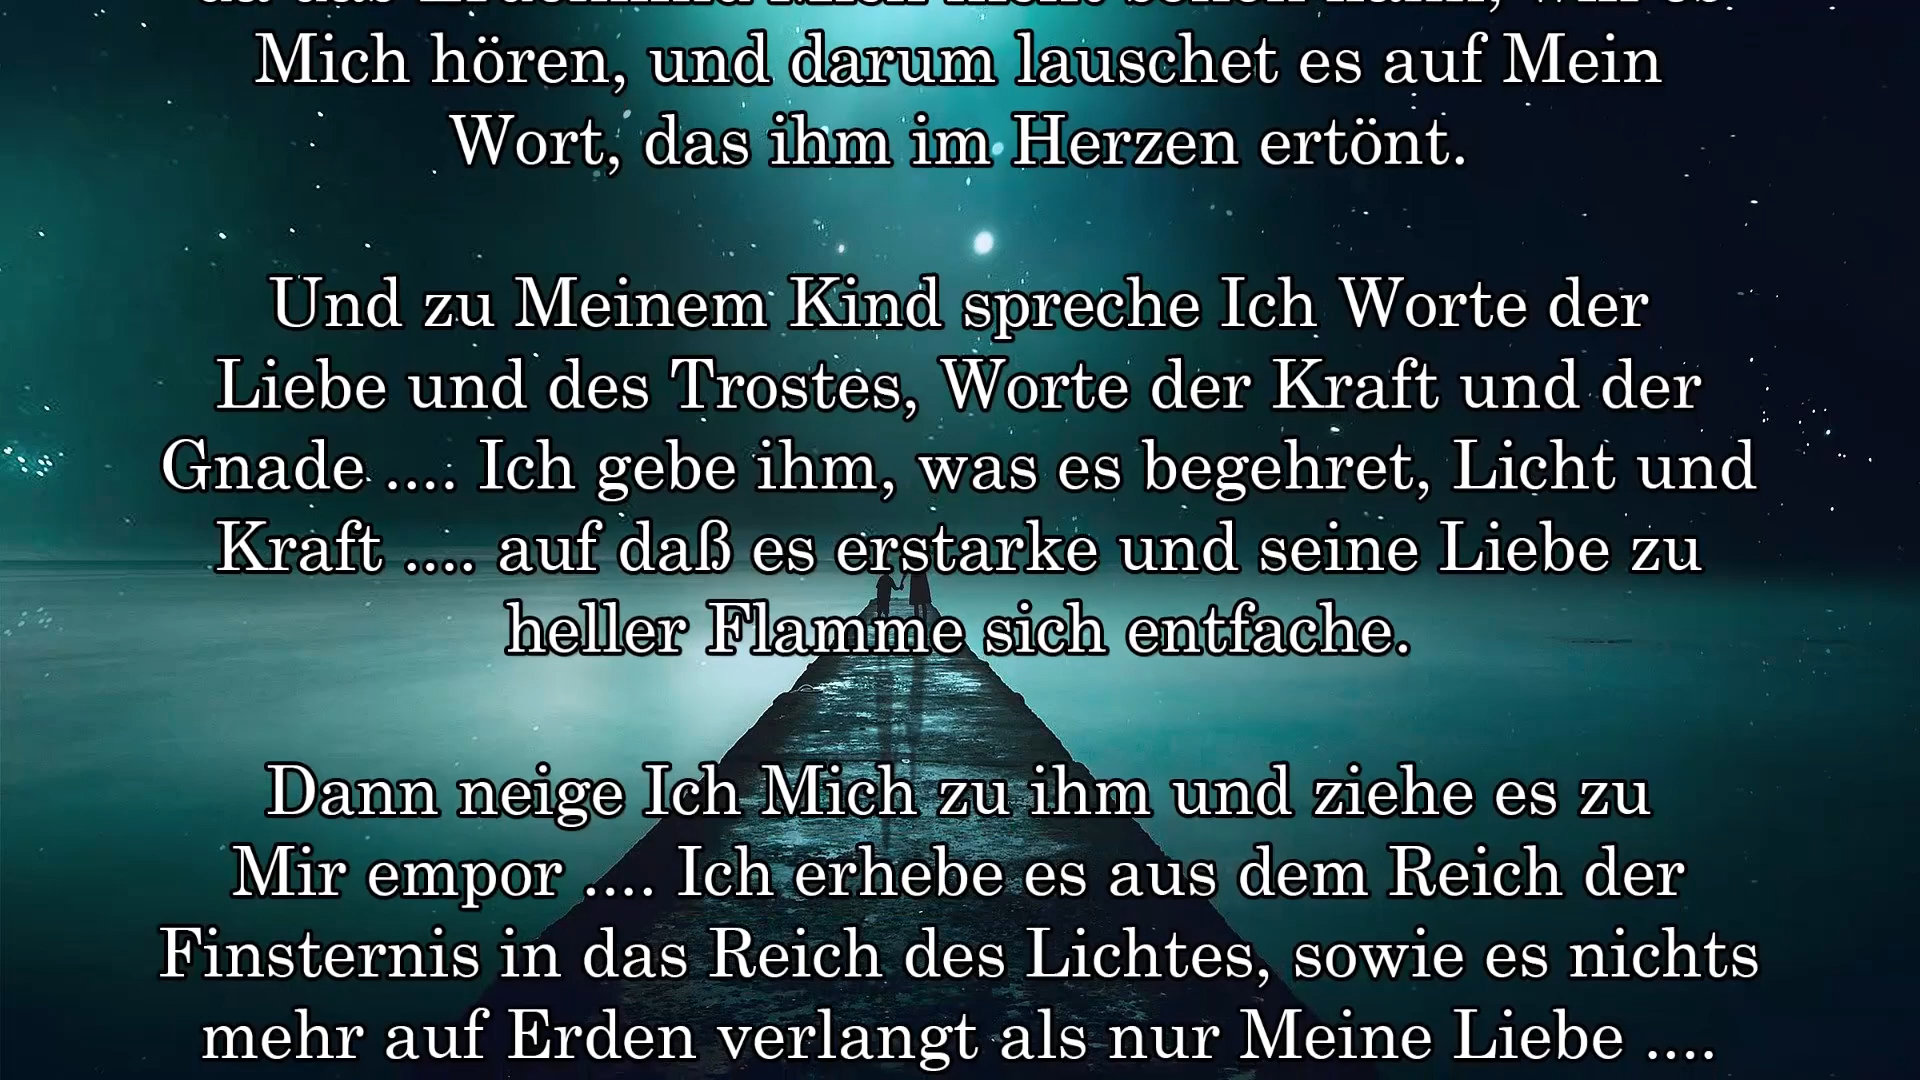 Mich hören, und darum lauschet es auf Mein
Wort, das ihm im Herzen ertönt.
Und zu Meinem Kind spreche Ich Worte der
Liebe und des Trostes, Worte der Kraft und der
Gnade .... Ich gebe ihm, was es begehret, Licht und
Kraft .... auf daß es erstarke und seine Liebe zu
heller Flamme sich entfache.
Dann neige Ich Mich zu ihm und ziehe es zu
Mir empor .... Ich erhebe es aus dem Reich der
Finsternis in das Reich des Lichtes, sowie es nichts
mehr auf Erden verlangt als nur Meine Liebe ....